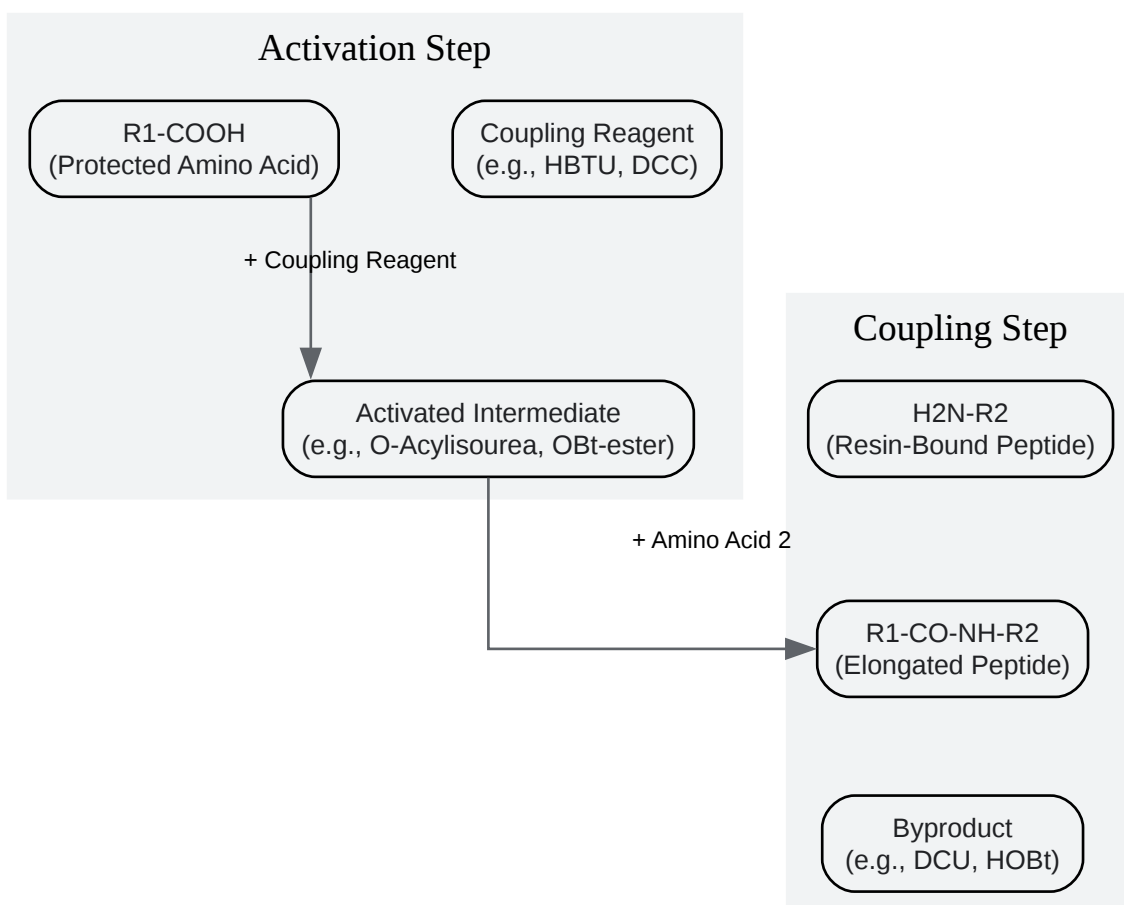 Activation Step
R1-COOH
(Protected Amino Acid)
Coupling Reagent
(e.g., HBTU, DCC)
+ Coupling Reagent
Activated Intermediate
(e.g., O-Acylisourea, OBt-ester)
Coupling Step
H2N-R2
(Resin-Bound Peptide)
+ Amino Acid 2
R1-CO-NH-R2
(Elongated Peptide)
Byproduct
(e.g., DCU, HOBt)